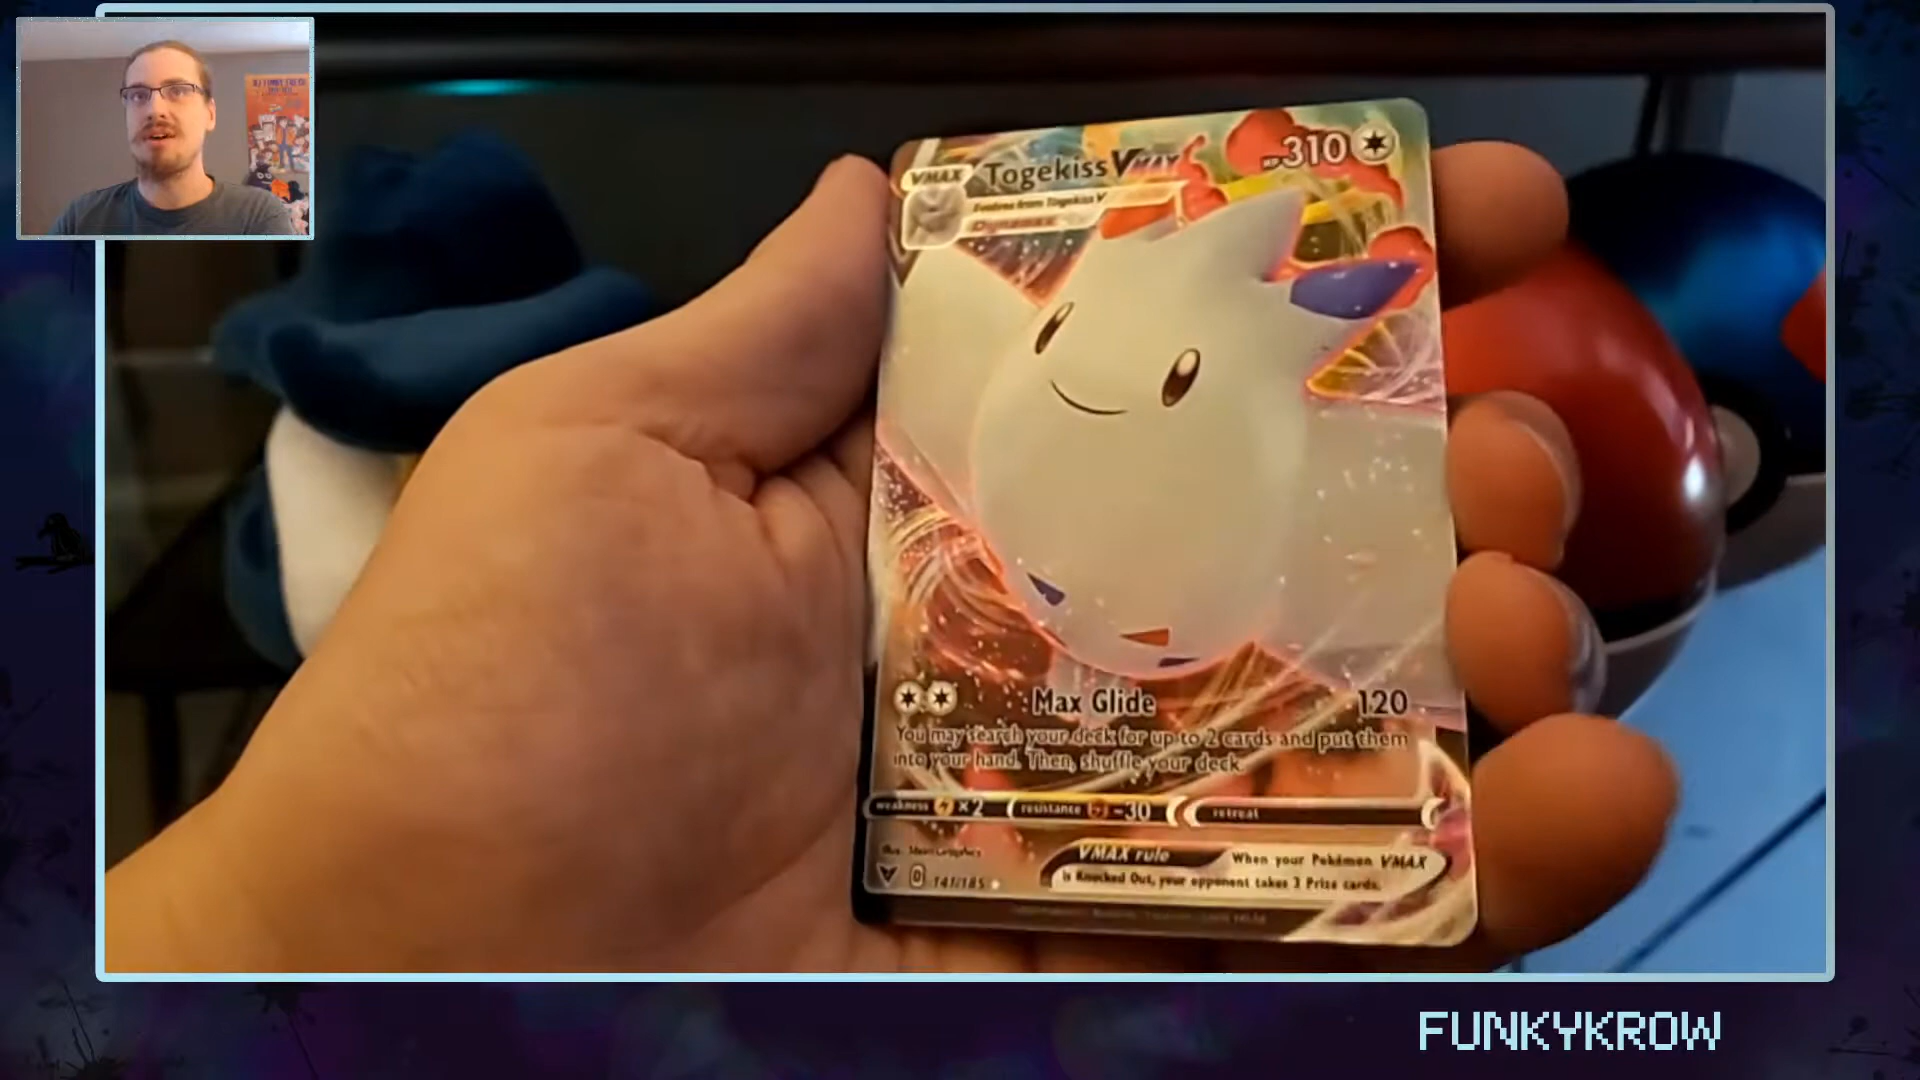 VMAX Togekiss VMAX HP 310
Evolves from Togekiss V
Dynamax
Max Glide 120
You may search your deck for up to 2 cards and put them
into your hand. Then, shuffle your deck.
weakness ×2 resistance -30 retreat
VMAX rule When your Pokémon VMAX
is Knocked Out, your opponent takes 3 Prize cards.
D 141/185
FUNKYKROW